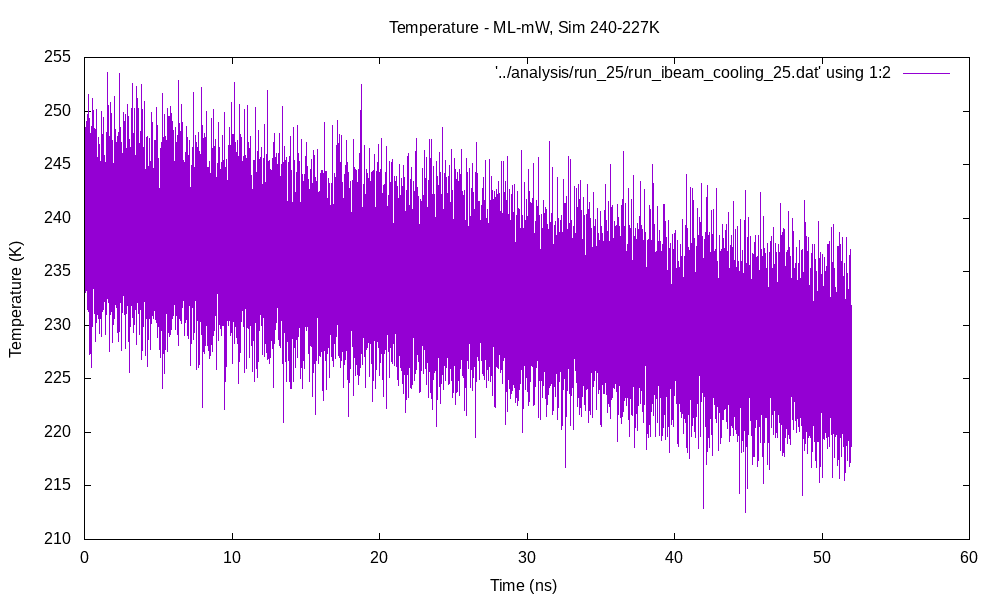 Temperature - ML-mW, Sim 240-227K
'../analysis/run_25/run_ibeam_cooling_25.dat' using 1:2
255
250
245
240
235
230
225
220
215
210
Temperature (K)
0 10 20 30 40 50 60
Time (ns)